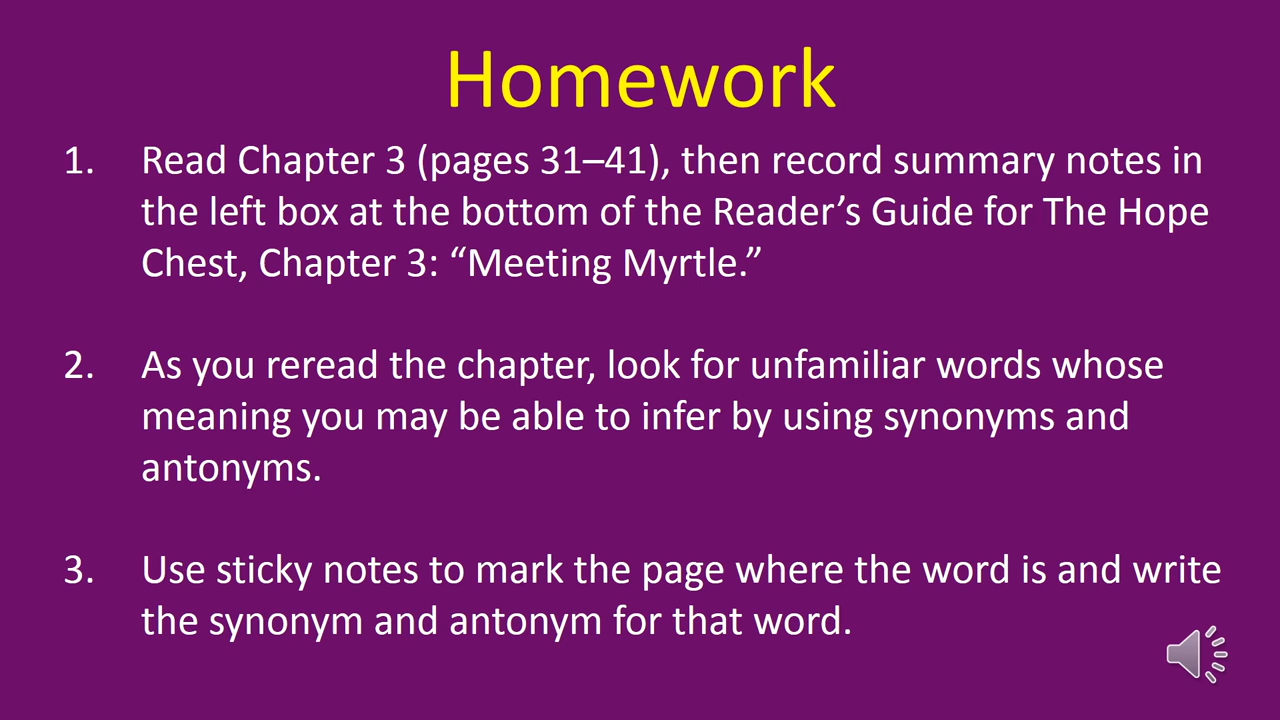 Homework
1. Read Chapter 3 (pages 31–41), then record summary notes in
the left box at the bottom of the Reader’s Guide for The Hope
Chest, Chapter 3: “Meeting Myrtle.”
2. As you reread the chapter, look for unfamiliar words whose
meaning you may be able to infer by using synonyms and
antonyms.
3. Use sticky notes to mark the page where the word is and write
the synonym and antonym for that word.